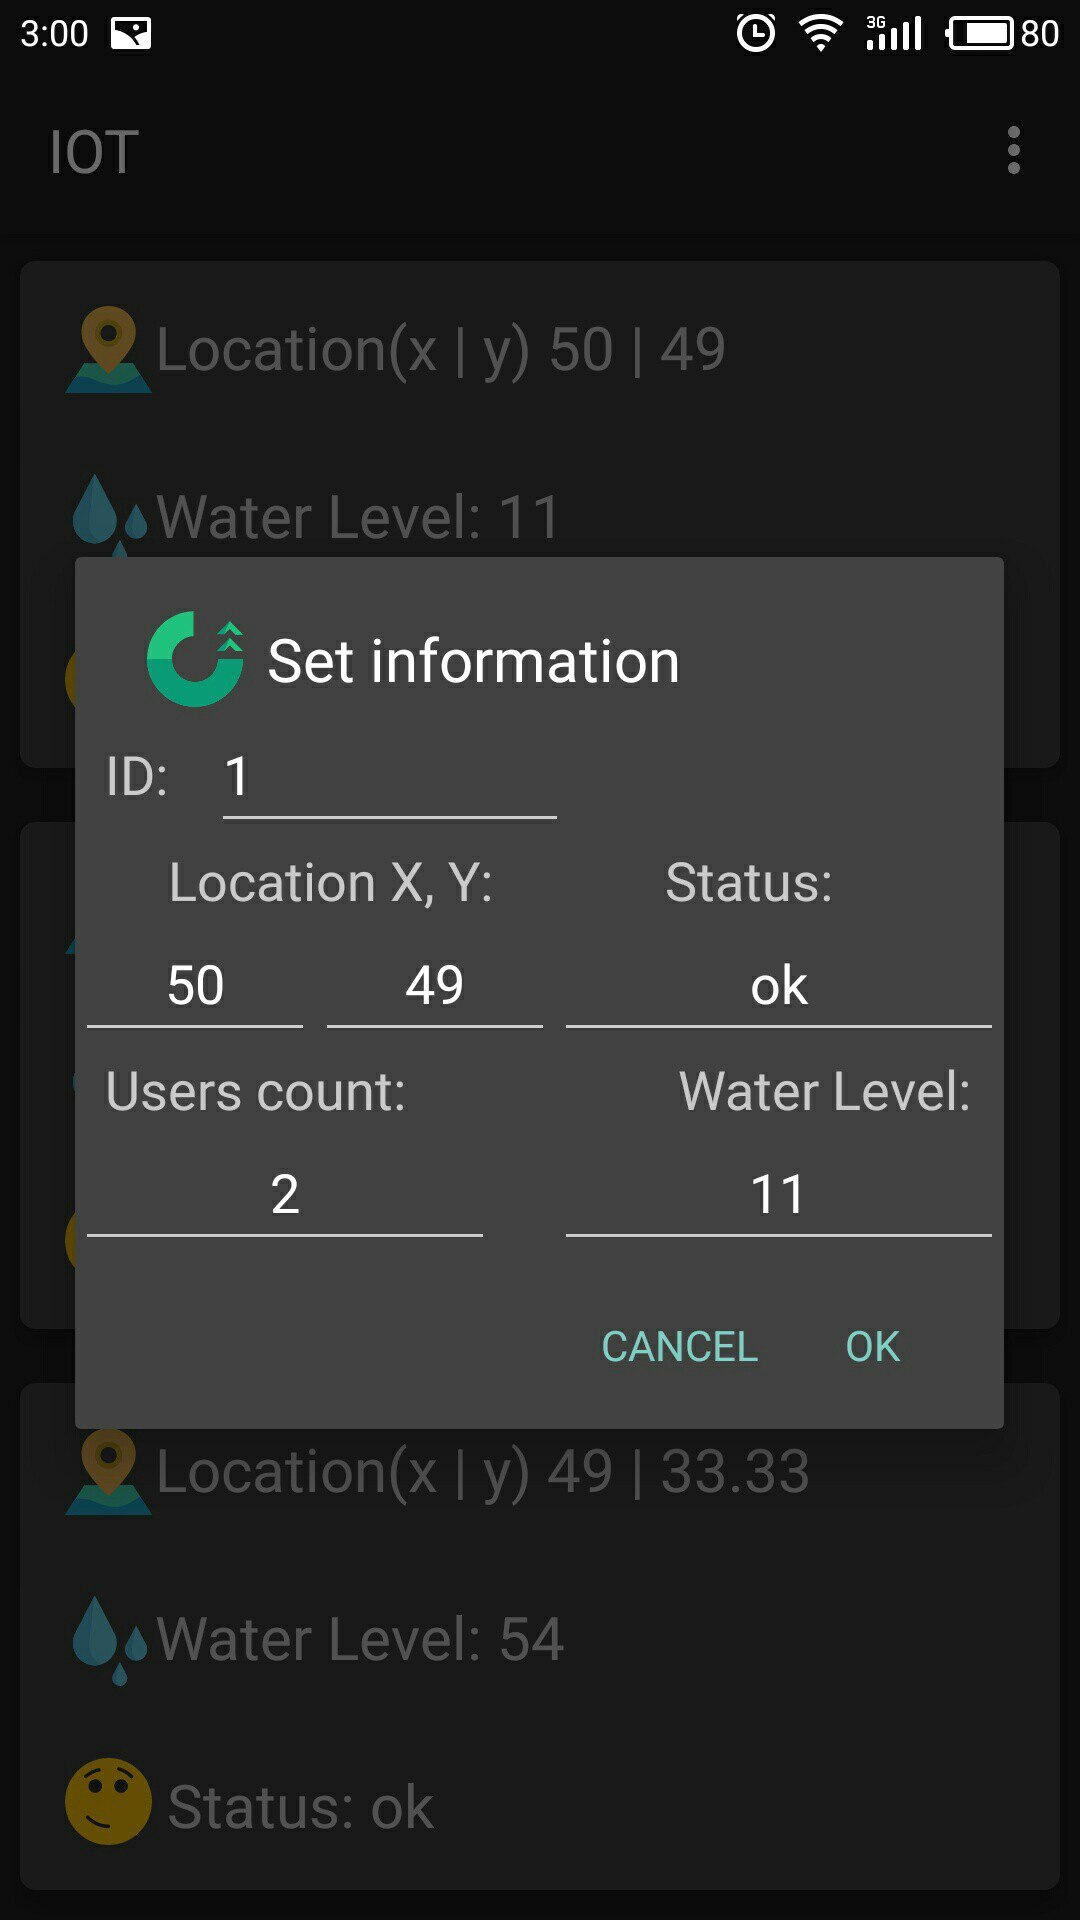 3:00 3G 80
IOT
Location(x | y) 50 | 49
Water Level: 11
Set information
ID: 1
Location X, Y: Status:
50 49 ok
Users count: Water Level:
2 11
CANCEL OK
Location(x | y) 49 | 33.33
Water Level: 54
Status: ok